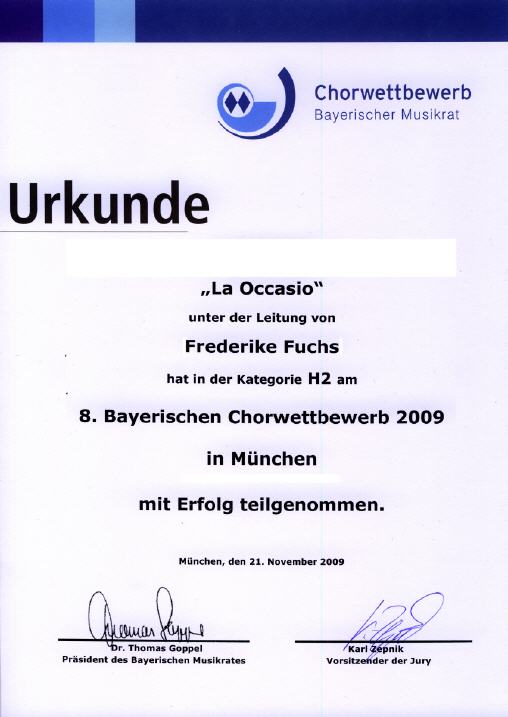 Chorwettbewerb
Bayerischer Musikrat
Urkunde
„La Occasio“
unter der Leitung von
Frederike Fuchs
hat in der Kategorie H2 am
8. Bayerischen Chorwettbewerb 2009
in München
mit Erfolg teilgenommen.
München, den 21. November 2009
Dr. Thomas Goppel
Präsident des Bayerischen Musikrates
Karl Zepnik
Vorsitzender der Jury